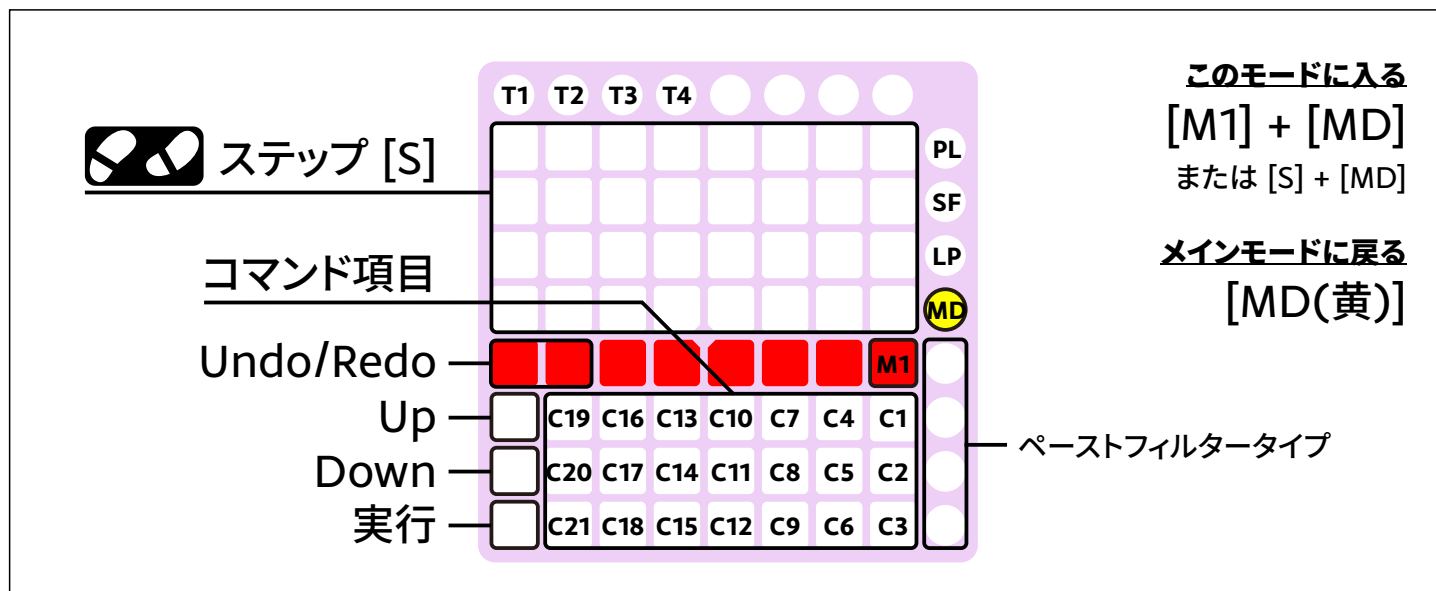 T1 T2 T3 T4
ステップ [S]
PL
SF
LP
MD
コマンド項目
Undo/Redo
M1
Up
C19 C16 C13 C10 C7 C4 C1
Down
C20 C17 C14 C11 C8 C5 C2
実行
C21 C18 C15 C12 C9 C6 C3
ペーストフィルタータイプ
このモードに入る
[M1] + [MD]
または [S] + [MD]
メインモードに戻る
[MD(黄)]